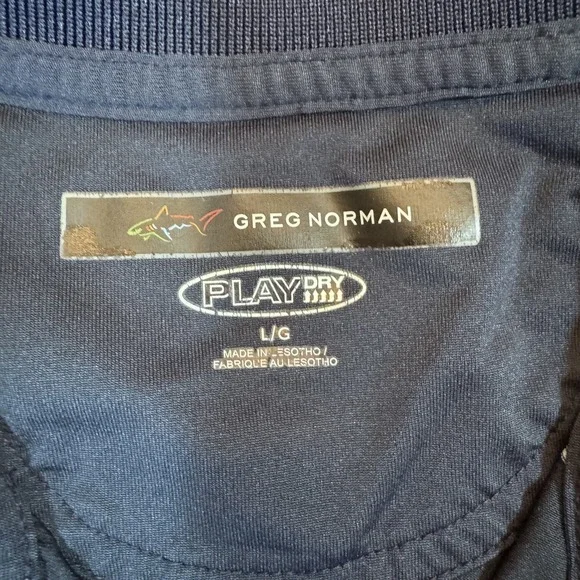 GREG NORMAN
PLAY DRY
L/G
MADE IN LESOTHO /
FABRIQUE AU LESOTHO